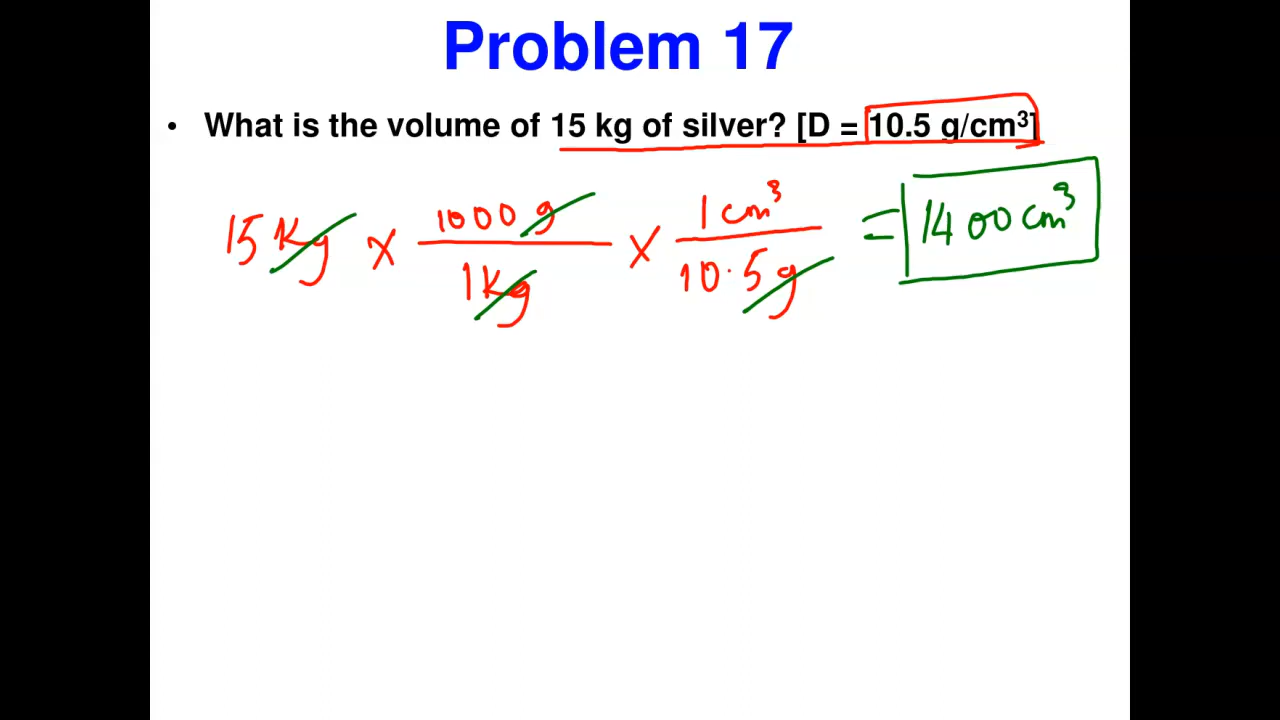 Problem 17
• What is the volume of 15 kg of silver? [D = 10.5 g/cm³]
15 Kg x 1000 g / 1 Kg x 1 cm³ / 10.5 g = 1400 cm³